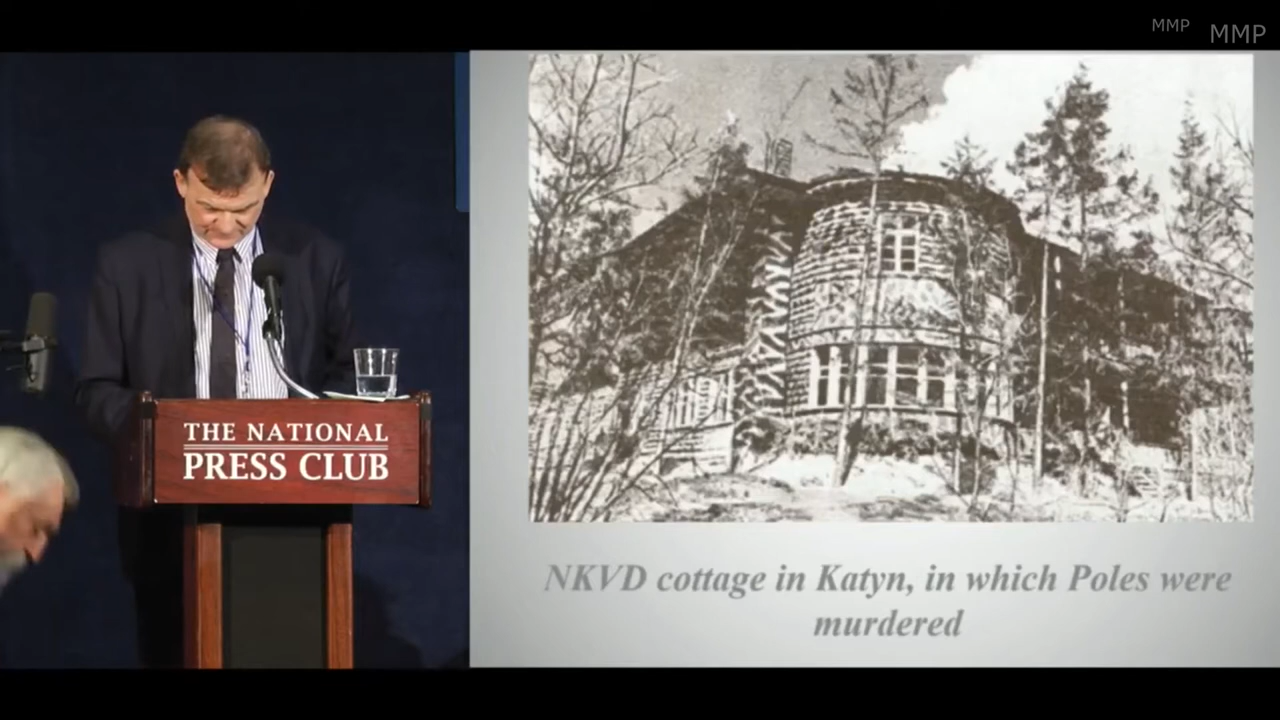 MMP MMP
THE NATIONAL
PRESS CLUB
NKVD cottage in Katyn, in which Poles were
murdered